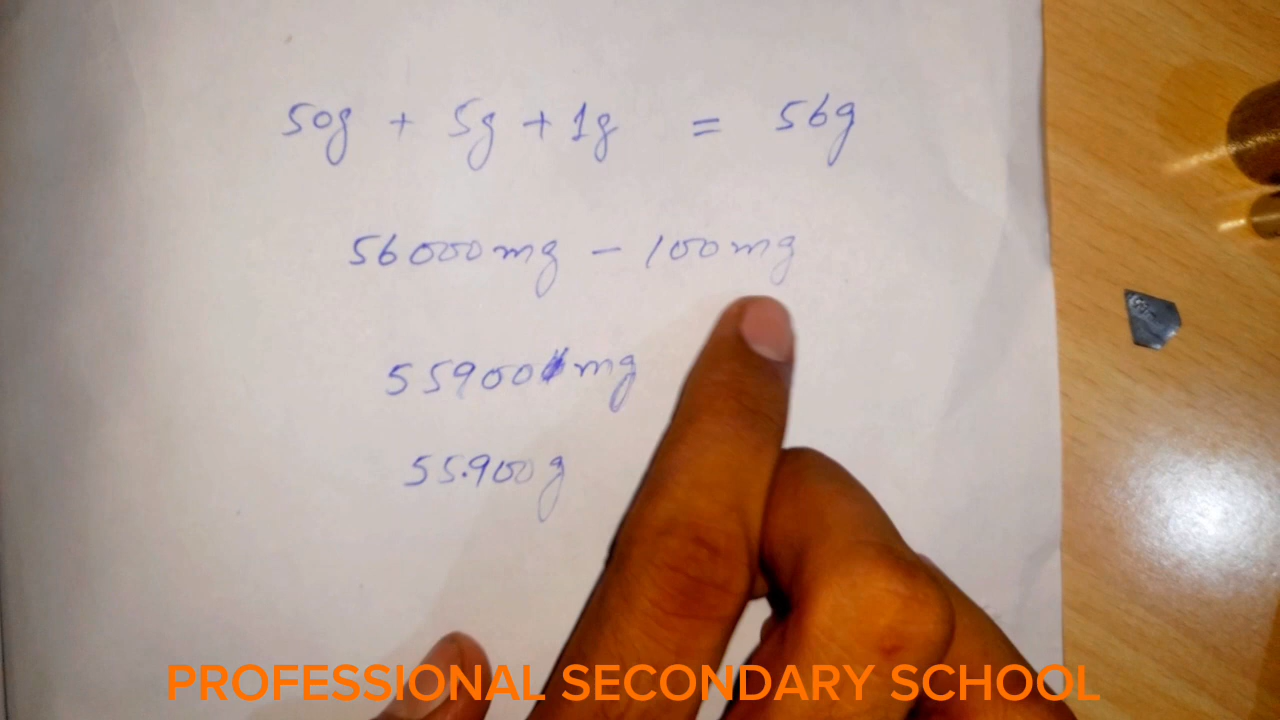 50g + 5g + 1g = 56g
56000mg - 100mg
55900mg
55.900g
PROFESSIONAL SECONDARY SCHOOL